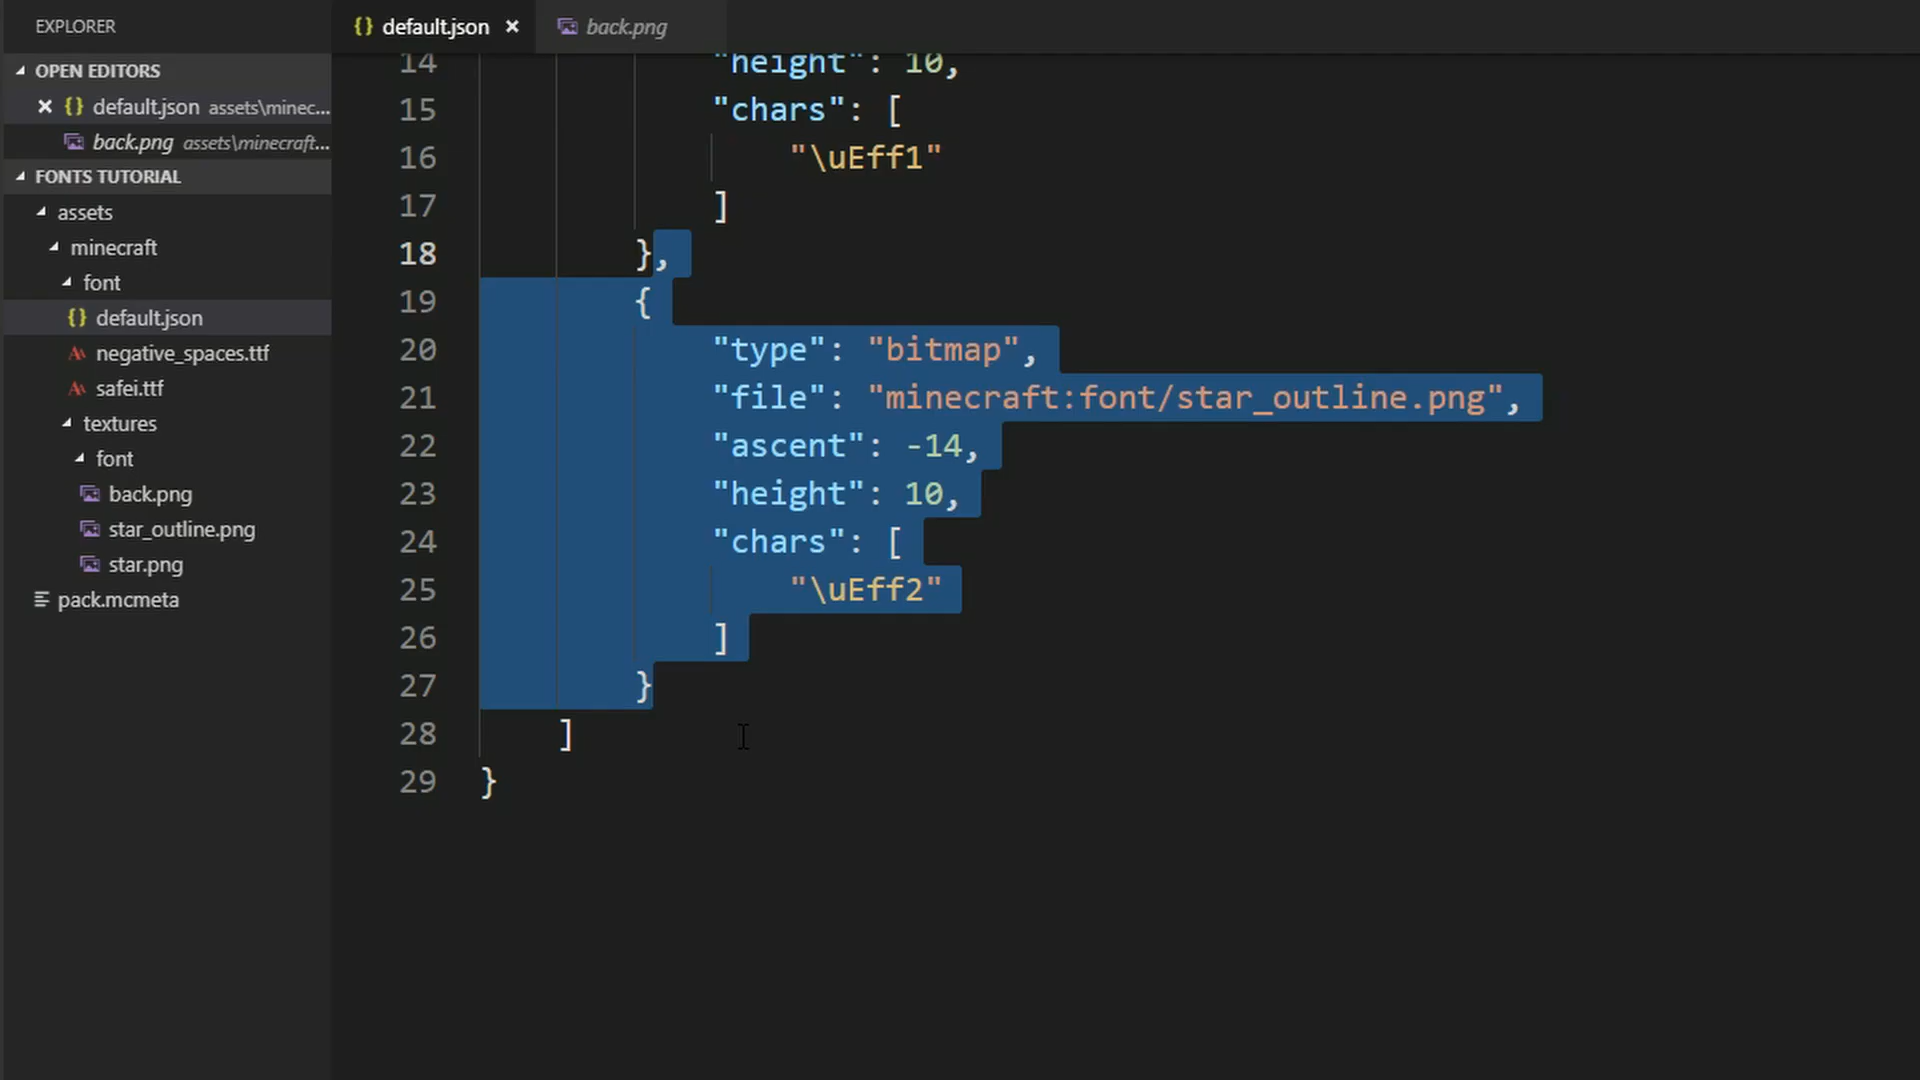 EXPLORER
OPEN EDITORS
default.json assets\minec...
back.png assets\minecraft...
FONTS TUTORIAL
assets
minecraft
font
default.json
negative_spaces.ttf
safei.ttf
textures
font
back.png
star_outline.png
star.png
pack.mcmeta
default.json
back.png
14 "height": 10,
15 "chars": [
16 "\uEff1"
17 ]
18 },
19 {
20 "type": "bitmap",
21 "file": "minecraft:font/star_outline.png",
22 "ascent": -14,
23 "height": 10,
24 "chars": [
25 "\uEff2"
26 ]
27 }
28 ]
29 }